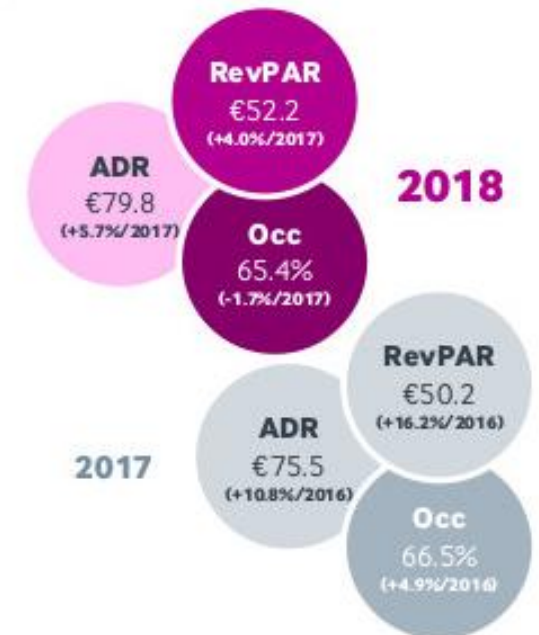 RevPAR
€52.2
(+4.0%/2017)
ADR
€79.8
(+5.7%/2017)
2018
Occ
65.4%
(-1.7%/2017)
RevPAR
€50.2
(+16.2%/2016)
ADR
€75.5
(+10.8%/2016)
2017
Occ
66.5%
(+4.9%/2016)